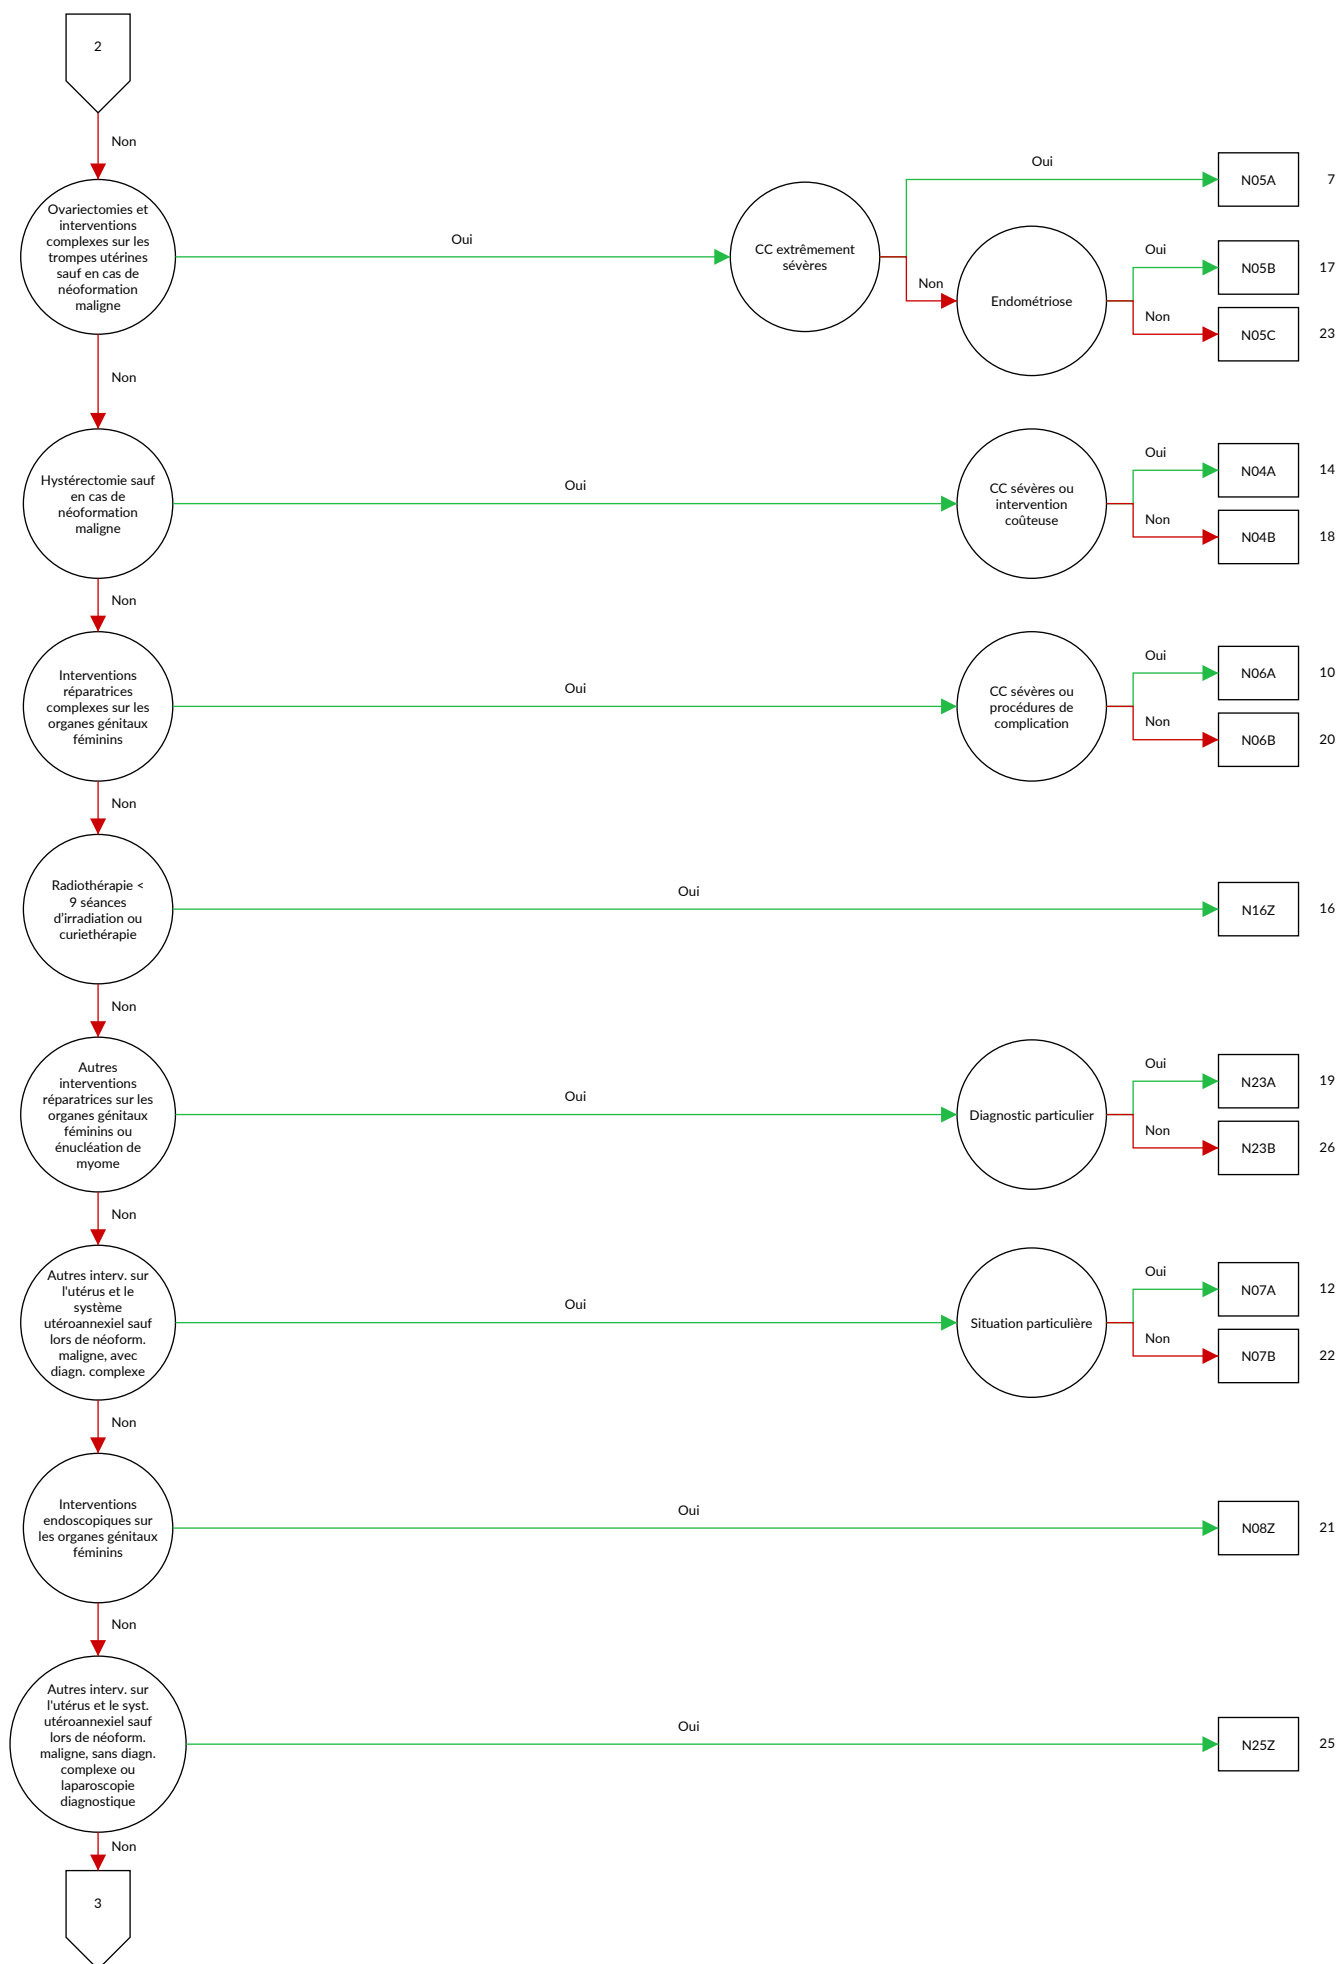 2
Non
Ovariectomies et
interventions
complexes sur les
trompes utérines
sauf en cas de
néoformation
maligne
Oui
CC extrêmement
sévères
Oui
N05A
7
Non
Endométriose
Oui
N05B
17
Non
N05C
23
Non
Hystérectomie sauf
en cas de
néoformation
maligne
Oui
CC sévères ou
intervention
coûteuse
Oui
N04A
14
Non
N04B
18
Non
Interventions
réparatrices
complexes sur les
organes génitaux
féminins
Oui
CC sévères ou
procédures de
complication
Oui
N06A
10
Non
N06B
20
Non
Radiothérapie <
9 séances
d'irradiation ou
curiethérapie
Oui
N16Z
16
Non
Autres
interventions
réparatrices sur les
organes génitaux
féminins ou
énucléation de
myome
Oui
Diagnostic particulier
Oui
N23A
19
Non
N23B
26
Non
Autres interv. sur
l'utérus et le
système
utéroannexiel sauf
lors de néoform.
maligne, avec
diagn. complexe
Oui
Situation particulière
Oui
N07A
12
Non
N07B
22
Non
Interventions
endoscopiques sur
les organes génitaux
féminins
Oui
N08Z
21
Non
Autres interv. sur
l'utérus et le syst.
utéroannexiel sauf
lors de néoform.
maligne, sans diagn.
complexe ou
laparoscopie
diagnostique
Oui
N25Z
25
Non
3